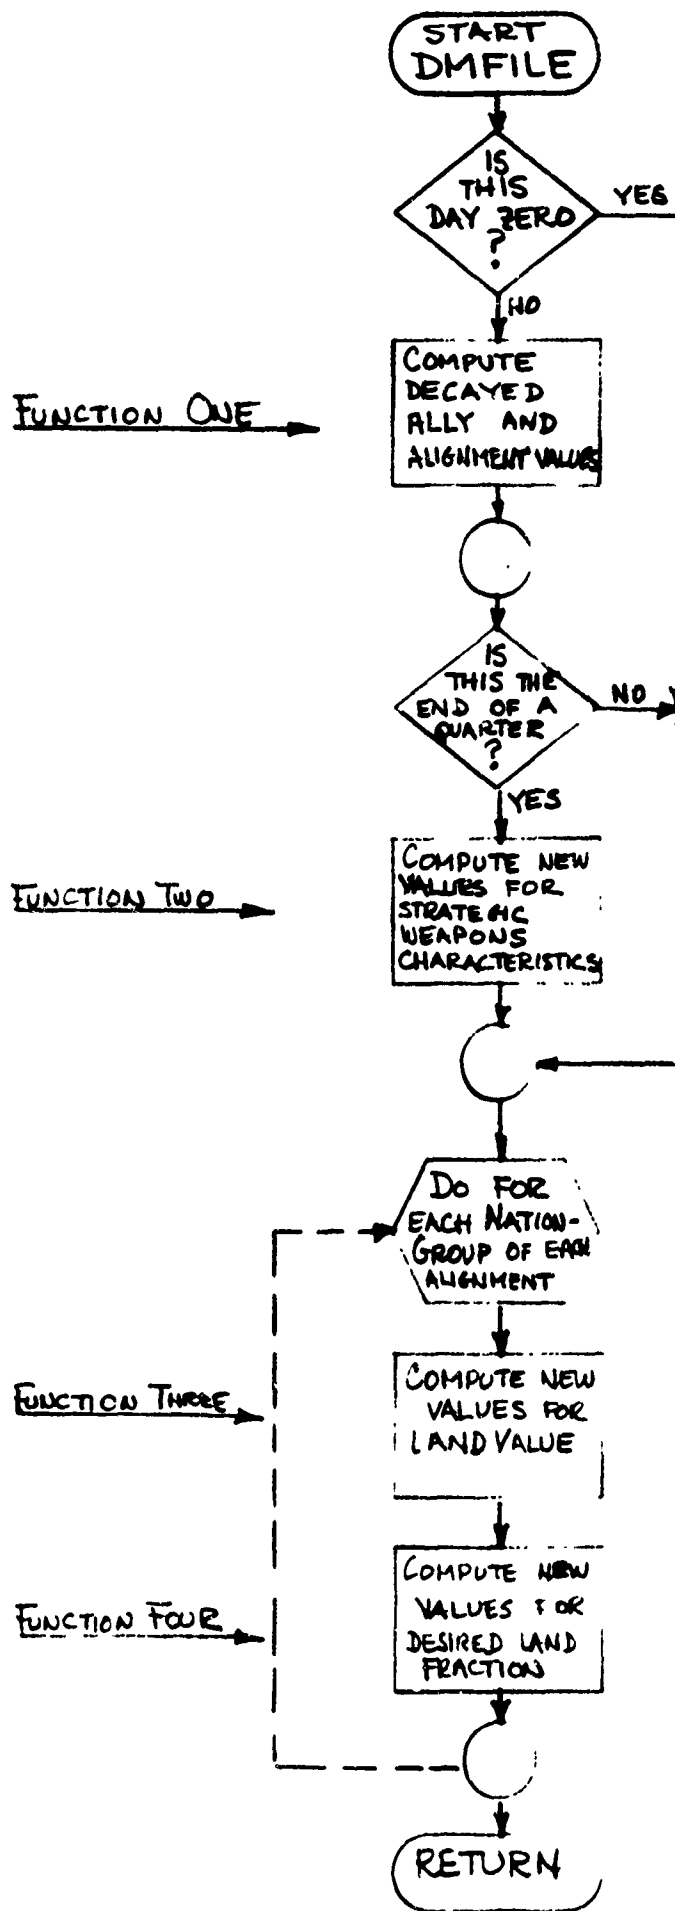 START
DMFILE
IS
THIS
DAY ZERO
?
YES
NO
COMPUTE
DECAYED
ALLY AND
ALIGNMENT VALUES
FUNCTION ONE
IS
THIS THE
END OF A
QUARTER
?
NO
YES
COMPUTE NEW
VALUES FOR
STRATEGIC
WEAPONS
CHARACTERISTICS
FUNCTION TWO
DO FOR
EACH NATION-
GROUP OF EACH
ALIGNMENT
COMPUTE NEW
VALUES FOR
LAND VALUE
FUNCTION THREE
COMPUTE NEW
VALUES FOR
DESIRED LAND
FRACTION
FUNCTION FOUR
RETURN